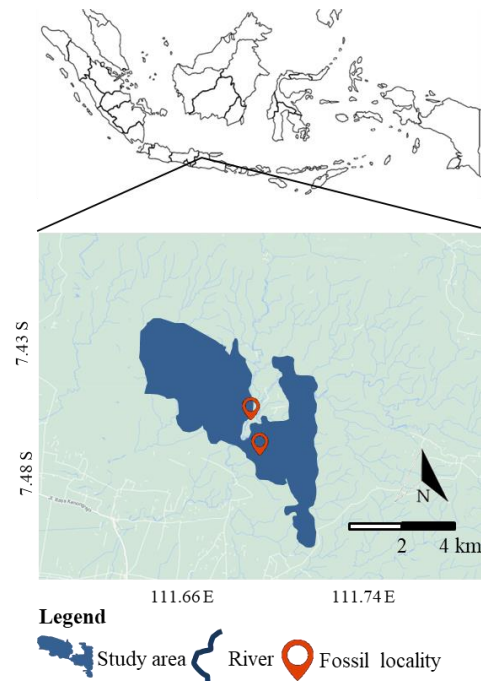 7.43 S
7.48 S
N
2 4 km
111.66 E 111.74 E
Legend
Study area River Fossil locality